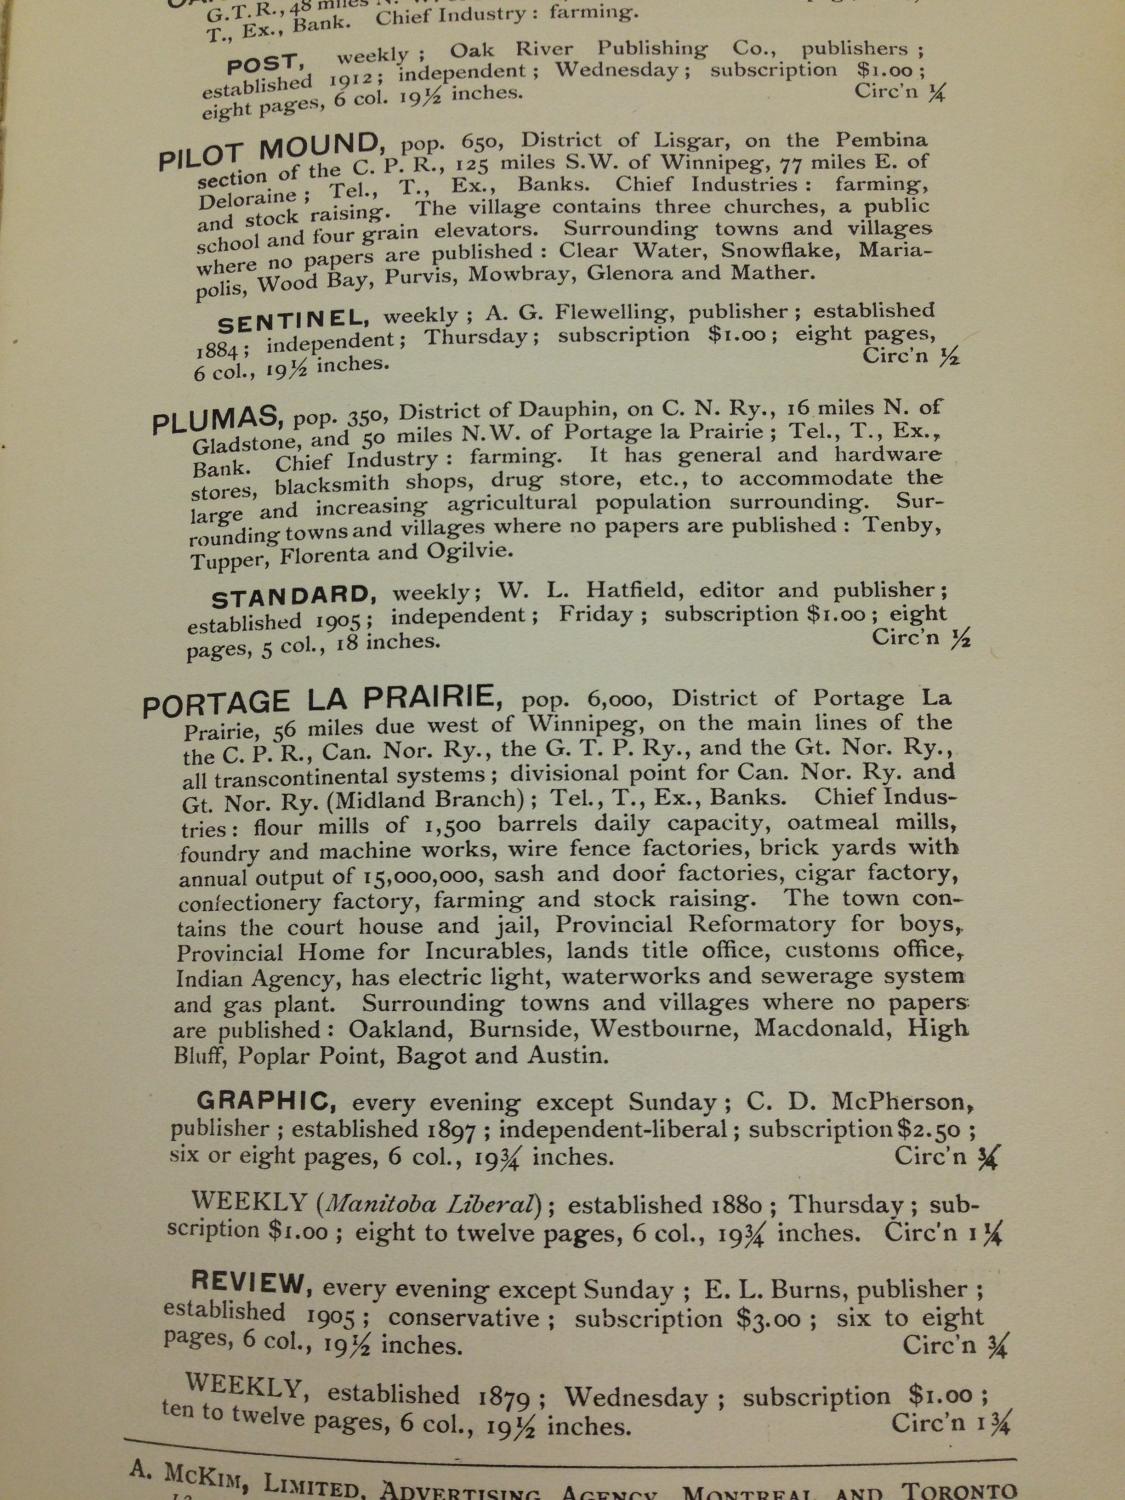 G.T.R., 48 miles N.
T., Ex., Bank. Chief Industry : farming.
POST, weekly ; Oak River Publishing Co., publishers ;
established 1912 ; independent ; Wednesday ; subscription $1.00 ;
eight pages, 6 col. 19½ inches. Circ'n ¼
PILOT MOUND, pop. 650, District of Lisgar, on the Pembina
section of the C. P. R., 125 miles S.W. of Winnipeg, 77 miles E. of
Deloraine ; Tel., T., Ex., Banks. Chief Industries : farming,
and stock raising. The village contains three churches, a public
school and four grain elevators. Surrounding towns and villages
where no papers are published : Clear Water, Snowflake, Maria-
polis, Wood Bay, Purvis, Mowbray, Glenora and Mather.
SENTINEL, weekly ; A. G. Flewelling, publisher ; established
1884 ; independent ; Thursday ; subscription $1.00 ; eight pages,
6 col., 19½ inches. Circ'n ½
PLUMAS, pop. 350, District of Dauphin, on C. N. Ry., 16 miles N. of
Gladstone, and 50 miles N.W. of Portage la Prairie ; Tel., T., Ex.,
Bank. Chief Industry : farming. It has general and hardware
stores, blacksmith shops, drug store, etc., to accommodate the
large and increasing agricultural population surrounding. Sur-
rounding towns and villages where no papers are published : Tenby,
Tupper, Florenta and Ogilvie.
STANDARD, weekly ; W. L. Hatfield, editor and publisher ;
established 1905 ; independent ; Friday ; subscription $1.00 ; eight
pages, 5 col., 18 inches. Circ'n ½
PORTAGE LA PRAIRIE, pop. 6,000, District of Portage La
Prairie, 56 miles due west of Winnipeg, on the main lines of the
the C. P. R., Can. Nor. Ry., the G. T. P. Ry., and the Gt. Nor. Ry.,
all transcontinental systems ; divisional point for Can. Nor. Ry. and
Gt. Nor. Ry. (Midland Branch) ; Tel., T., Ex., Banks. Chief Indus-
tries : flour mills of 1,500 barrels daily capacity, oatmeal mills,
foundry and machine works, wire fence factories, brick yards with
annual output of 15,000,000, sash and door factories, cigar factory,
confectionery factory, farming and stock raising. The town con-
tains the court house and jail, Provincial Reformatory for boys,
Provincial Home for Incurables, lands title office, customs office,
Indian Agency, has electric light, waterworks and sewerage system
and gas plant. Surrounding towns and villages where no papers
are published : Oakland, Burnside, Westbourne, Macdonald, High
Bluff, Poplar Point, Bagot and Austin.
GRAPHIC, every evening except Sunday ; C. D. McPherson,
publisher ; established 1897 ; independent-liberal ; subscription $2.50 ;
six or eight pages, 6 col., 19¾ inches. Circ'n ¾
WEEKLY (Manitoba Liberal) ; established 1880 ; Thursday ; sub-
scription $1.00 ; eight to twelve pages, 6 col., 19¾ inches. Circ'n 1¼
REVIEW, every evening except Sunday ; E. L. Burns, publisher ;
established 1905 ; conservative ; subscription $3.00 ; six to eight
pages, 6 col., 19½ inches. Circ'n ¾
WEEKLY, established 1879 ; Wednesday ; subscription $1.00 ;
ten to twelve pages, 6 col., 19½ inches. Circ'n 1¾
A. McKIM, LIMITED, ADVERTISING AGENCY, MONTREAL AND TORONTO